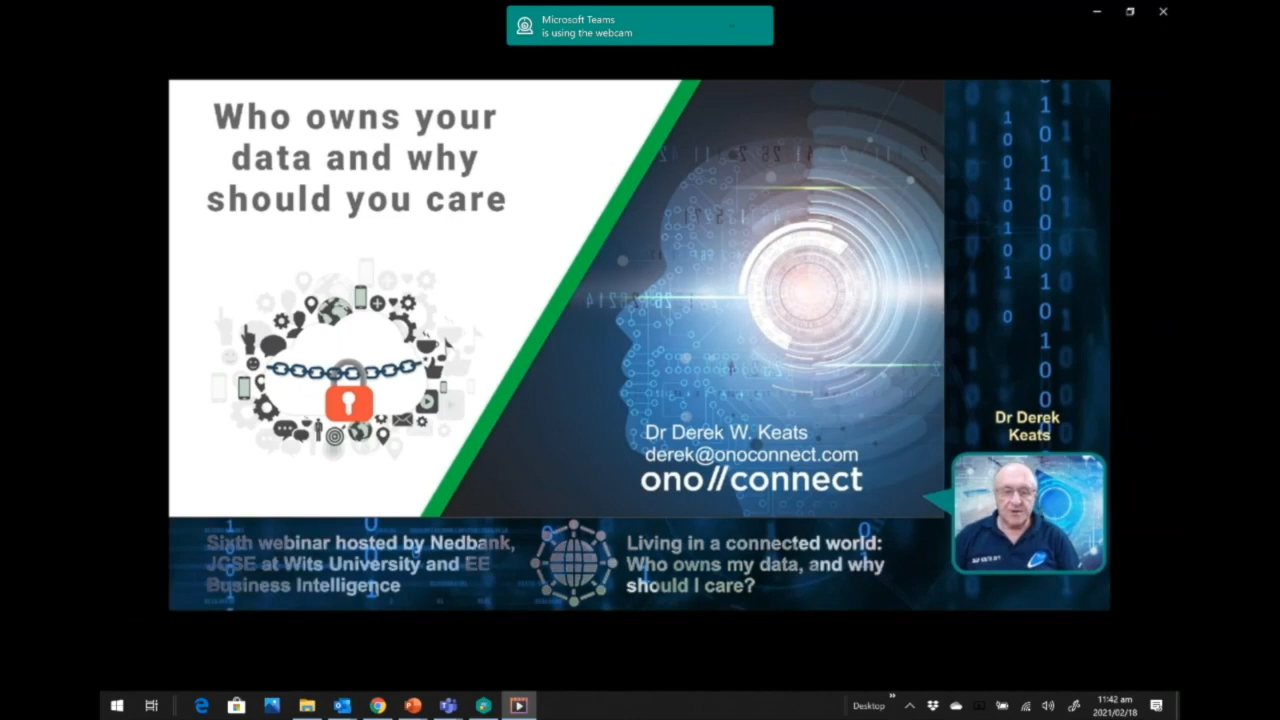 Microsoft Teams
is using the webcam
Who owns your
data and why
should you care
Dr Derek W. Keats
derek@onoconnect.com
ono//connect
Dr Derek
Keats
Sixth webinar hosted by Nedbank,
JCSE at Wits University and EE
Business Intelligence
Living in a connected world:
Who owns my data, and why
should I care?
Desktop
11:42 am
2021/02/18